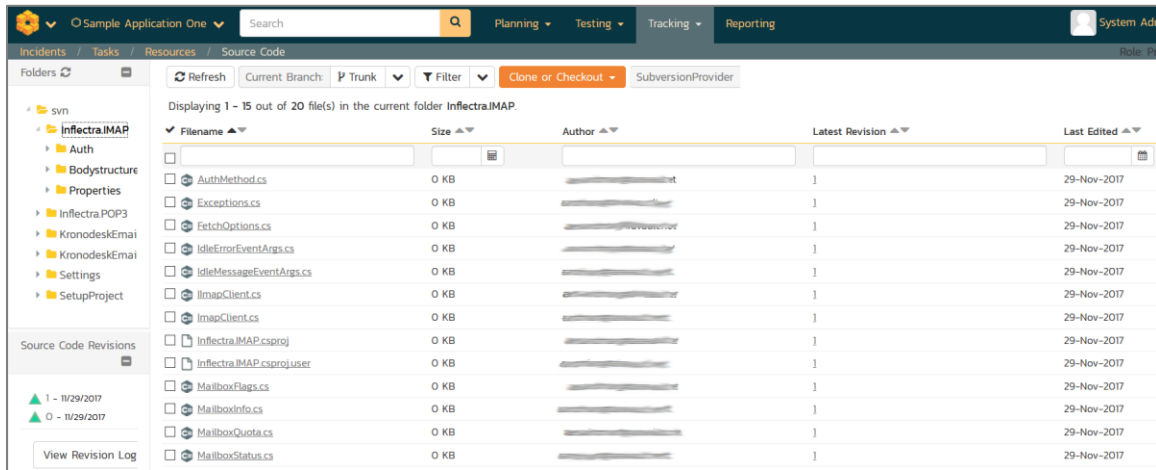 Sample Application One Search Planning Testing Tracking Reporting System Adm
Incidents / Tasks / Resources / Source Code Role: Pr
Folders Refresh Current Branch: Trunk Filter Clone or Checkout SubversionProvider
Displaying 1 - 15 out of 20 file(s) in the current folder Inflectra.IMAP.
svn
Inflectra.IMAP
Auth
Bodystructure
Properties
Inflectra.POP3
KronodeskEmai
KronodeskEmai
Settings
SetupProject
Source Code Revisions
1 - 11/29/2017
0 - 11/29/2017
View Revision Log
Filename Size Author Latest Revision Last Edited
AuthMethod.cs 0 KB 1 29-Nov-2017
Exceptions.cs 0 KB 1 29-Nov-2017
FetchOptions.cs 0 KB 1 29-Nov-2017
IdleErrorEventArgs.cs 0 KB 1 29-Nov-2017
IdleMessageEventArgs.cs 0 KB 1 29-Nov-2017
IImapClient.cs 0 KB 1 29-Nov-2017
ImapClient.cs 0 KB 1 29-Nov-2017
Inflectra.IMAP.csproj 0 KB 1 29-Nov-2017
Inflectra.IMAP.csproj.user 0 KB 1 29-Nov-2017
MailboxFlags.cs 0 KB 1 29-Nov-2017
MailboxInfo.cs 0 KB 1 29-Nov-2017
MailboxQuota.cs 0 KB 1 29-Nov-2017
MailboxStatus.cs 0 KB 1 29-Nov-2017